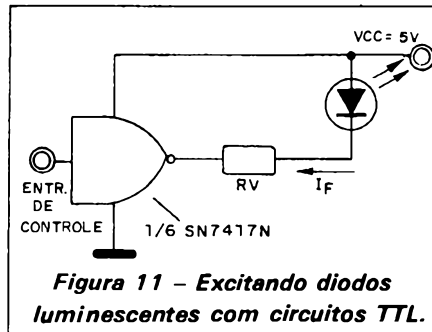 VCC = 5V
ENTR.
DE
CONTROLE
RV
IF
1/6 SN7417N
Figura 11 – Excitando diodos
luminescentes com circuitos TTL.